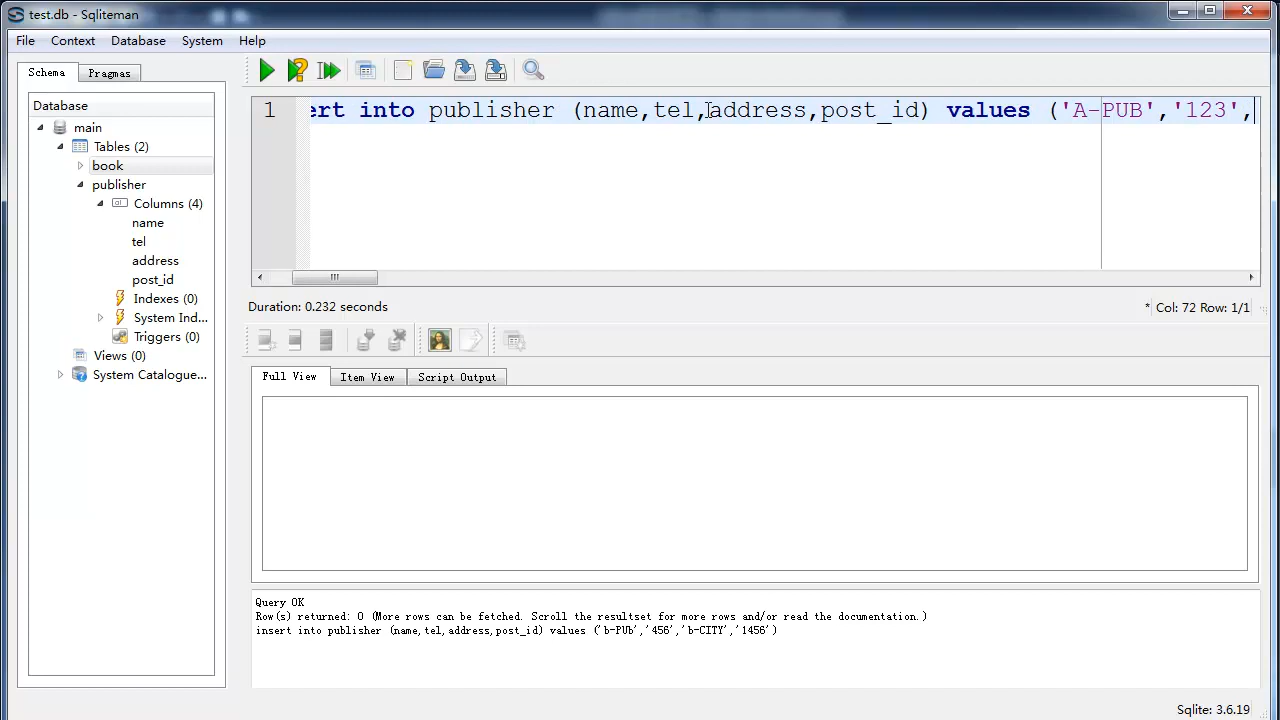 test.db - Sqliteman
File Context Database System Help
Schema Pragmas
Database
main
Tables (2)
book
publisher
Columns (4)
name
tel
address
post_id
Indexes (0)
System Ind...
Triggers (0)
Views (0)
System Catalogue...
1 ert into publisher (name,tel,address,post_id) values ('A-PUB','123',
Duration: 0.232 seconds
* Col: 72 Row: 1/1
Full View Item View Script Output
Query OK
Row(s) returned: 0 (More rows can be fetched. Scroll the resultset for more rows and/or read the documentation.)
insert into publisher (name,tel,address,post_id) values ('b-PUb','456','b-CITY','1456')
Sqlite: 3.6.19